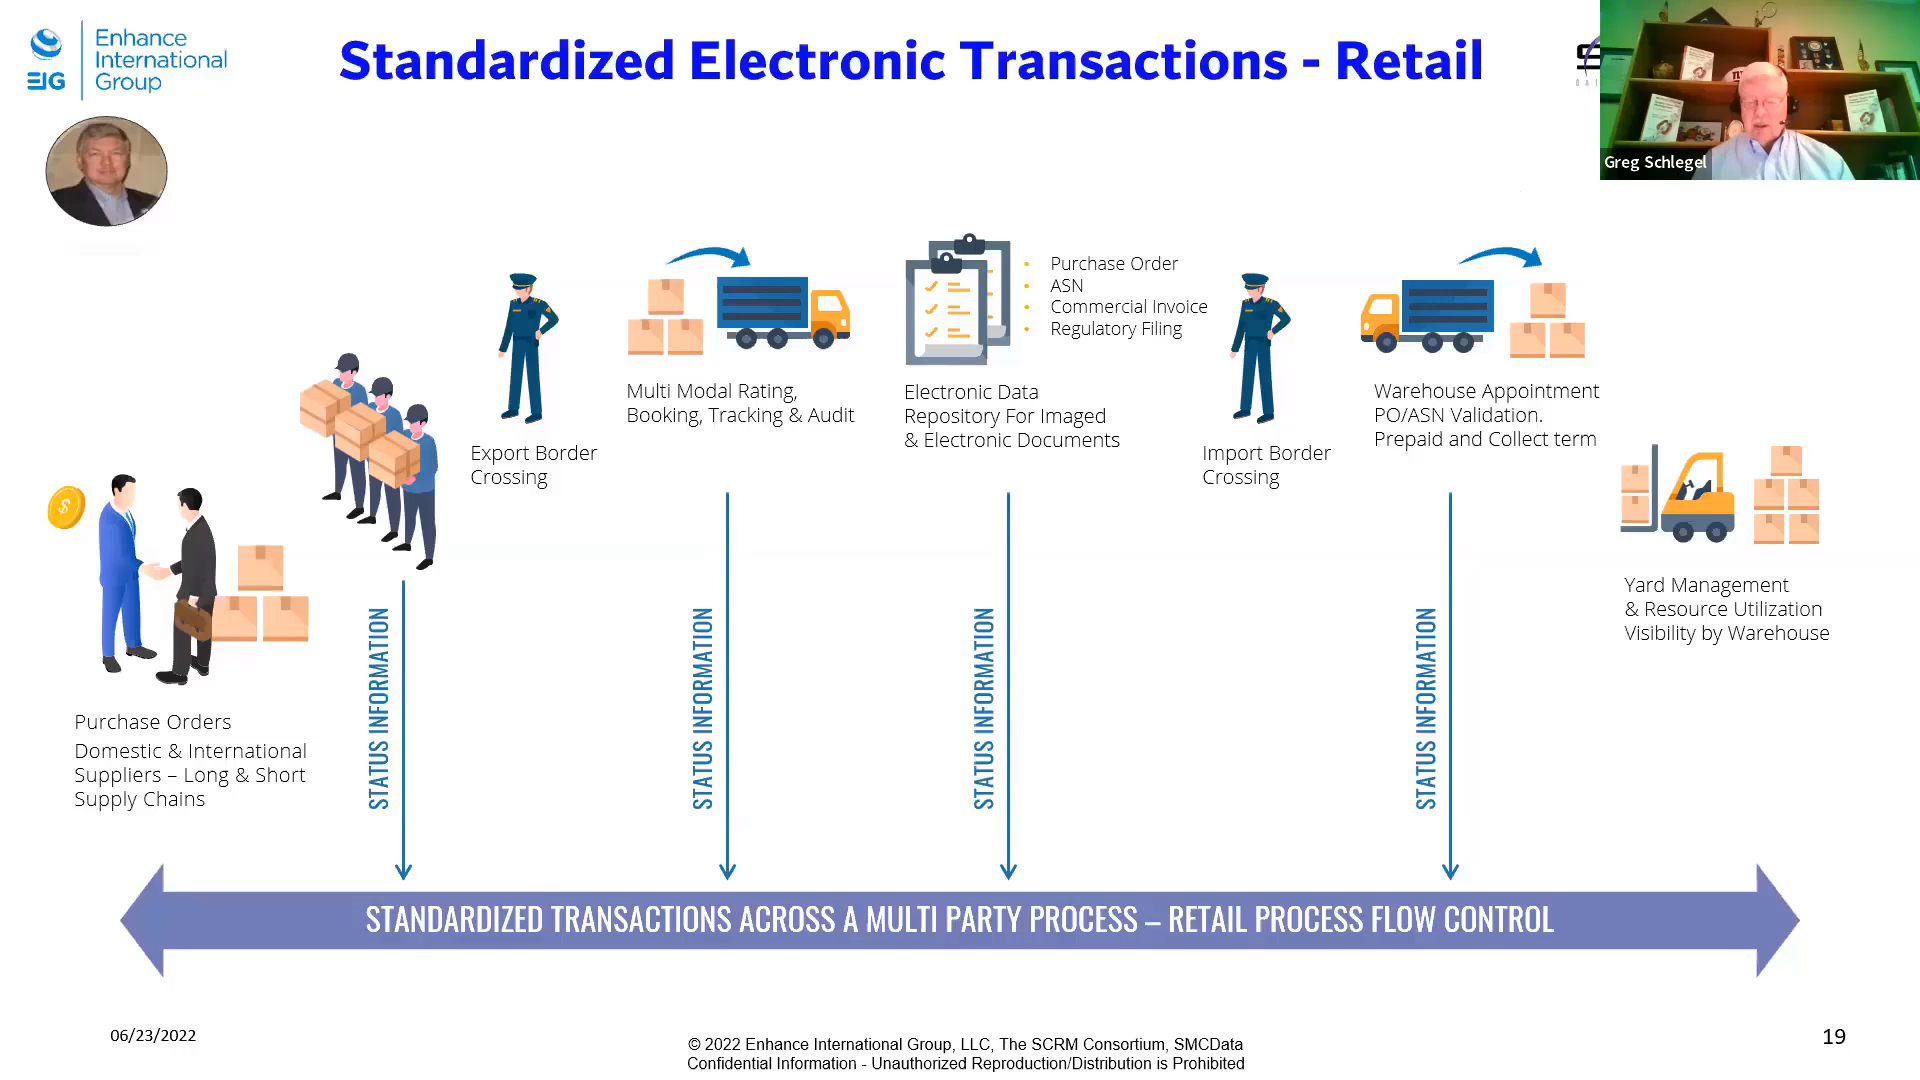 Enhance
International
Group
EIG
Standardized Electronic Transactions - Retail
Greg Schlegel
Purchase Order
ASN
Commercial Invoice
Regulatory Filing
Multi Modal Rating,
Booking, Tracking & Audit
Electronic Data
Repository For Imaged
& Electronic Documents
Warehouse Appointment
PO/ASN Validation.
Prepaid and Collect term
Export Border
Crossing
Import Border
Crossing
$
Yard Management
& Resource Utilization
Visibility by Warehouse
Purchase Orders
Domestic & International
Suppliers – Long & Short
Supply Chains
STATUS INFORMATION
STATUS INFORMATION
STATUS INFORMATION
STATUS INFORMATION
STANDARDIZED TRANSACTIONS ACROSS A MULTI PARTY PROCESS – RETAIL PROCESS FLOW CONTROL
06/23/2022
© 2022 Enhance International Group, LLC, The SCRM Consortium, SMCData
Confidential Information - Unauthorized Reproduction/Distribution is Prohibited
19